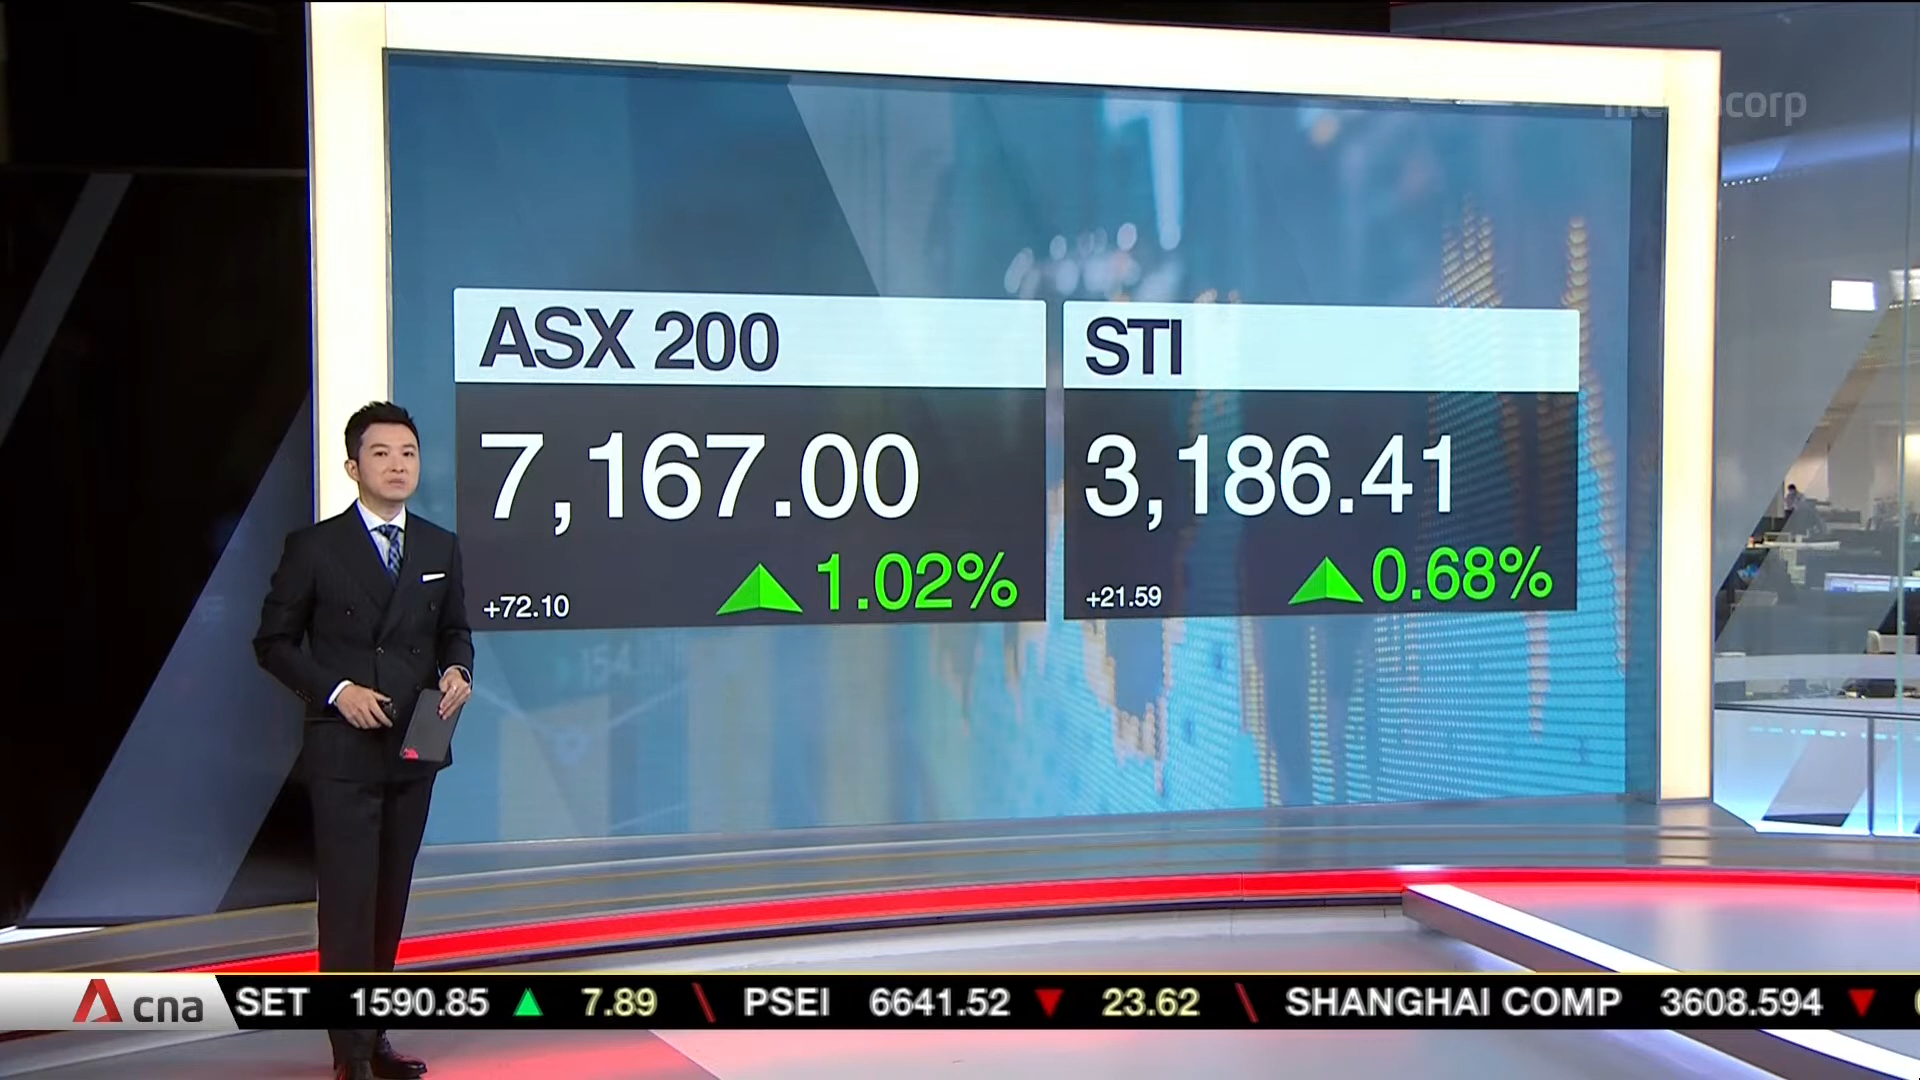 corp
ASX 200
7,167.00
+72.10 1.02%
STI
3,186.41
+21.59 0.68%
cna SET 1590.85 7.89 PSEI 6641.52 23.62 SHANGHAI COMP 3608.594